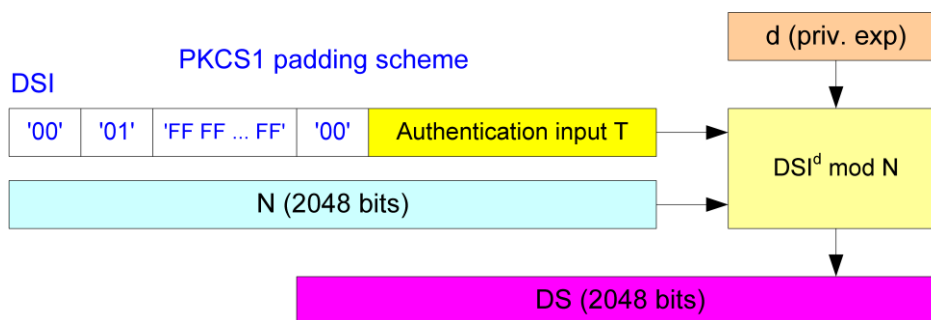 d (priv. exp)
PKCS1 padding scheme
DSI
'00' '01' 'FF FF ... FF' '00' Authentication input T
DSI^d mod N
N (2048 bits)
DS (2048 bits)